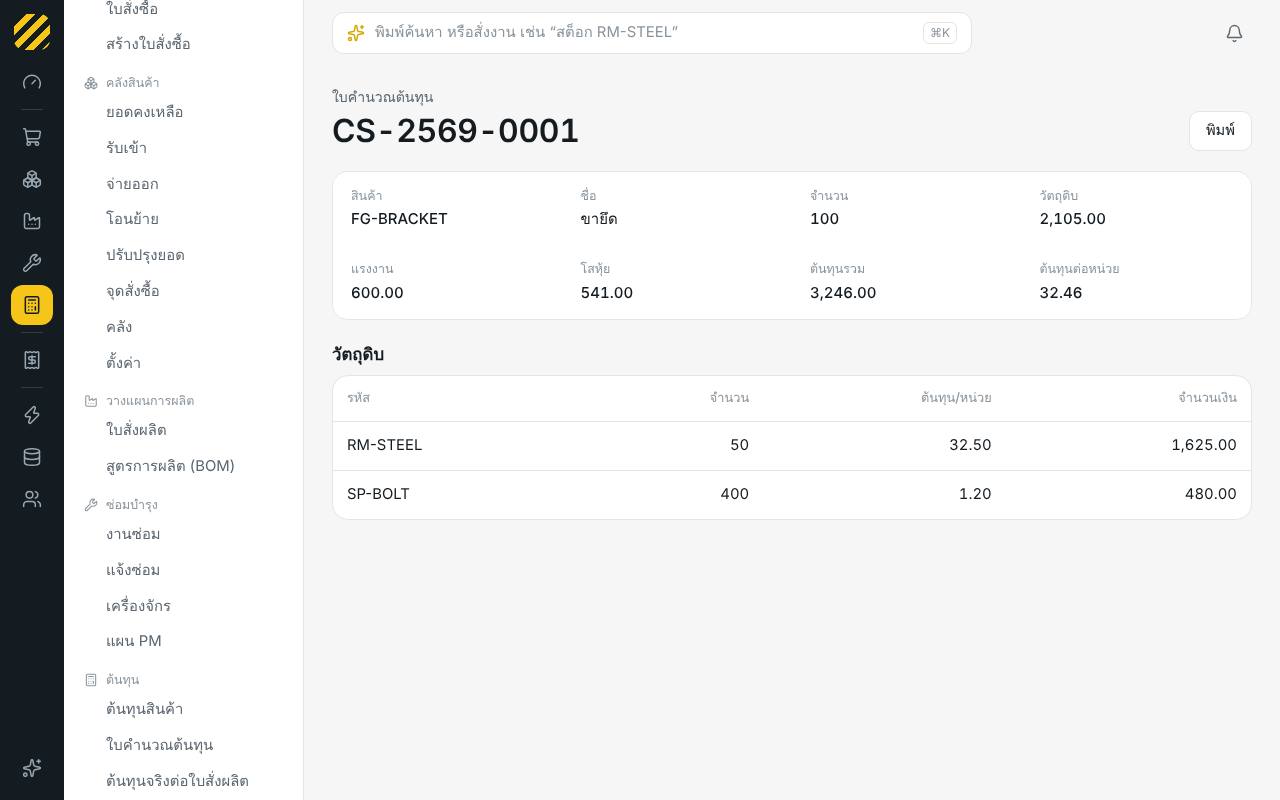 ใบสั่งซื้อ
สร้างใบสั่งซื้อ
คลังสินค้า
ยอดคงเหลือ
รับเข้า
จ่ายออก
โอนย้าย
ปรับปรุงยอด
จุดสั่งซื้อ
คลัง
ตั้งค่า
วางแผนการผลิต
ใบสั่งผลิต
สูตรการผลิต (BOM)
ซ่อมบำรุง
งานซ่อม
แจ้งซ่อม
เครื่องจักร
แผน PM
ต้นทุน
ต้นทุนสินค้า
ใบคำนวณต้นทุน
ต้นทุนจริงต่อใบสั่งผลิต
พิมพ์ค้นหา หรือสั่งงาน เช่น “สต็อก RM-STEEL” ⌘K
ใบคำนวณต้นทุน
CS-2569-0001
พิมพ์
สินค้า ชื่อ จำนวน วัตถุดิบ
FG-BRACKET ขายึด 100 2,105.00
แรงงาน โสหุ้ย ต้นทุนรวม ต้นทุนต่อหน่วย
600.00 541.00 3,246.00 32.46
วัตถุดิบ
รหัส จำนวน ต้นทุน/หน่วย จำนวนเงิน
RM-STEEL 50 32.50 1,625.00
SP-BOLT 400 1.20 480.00